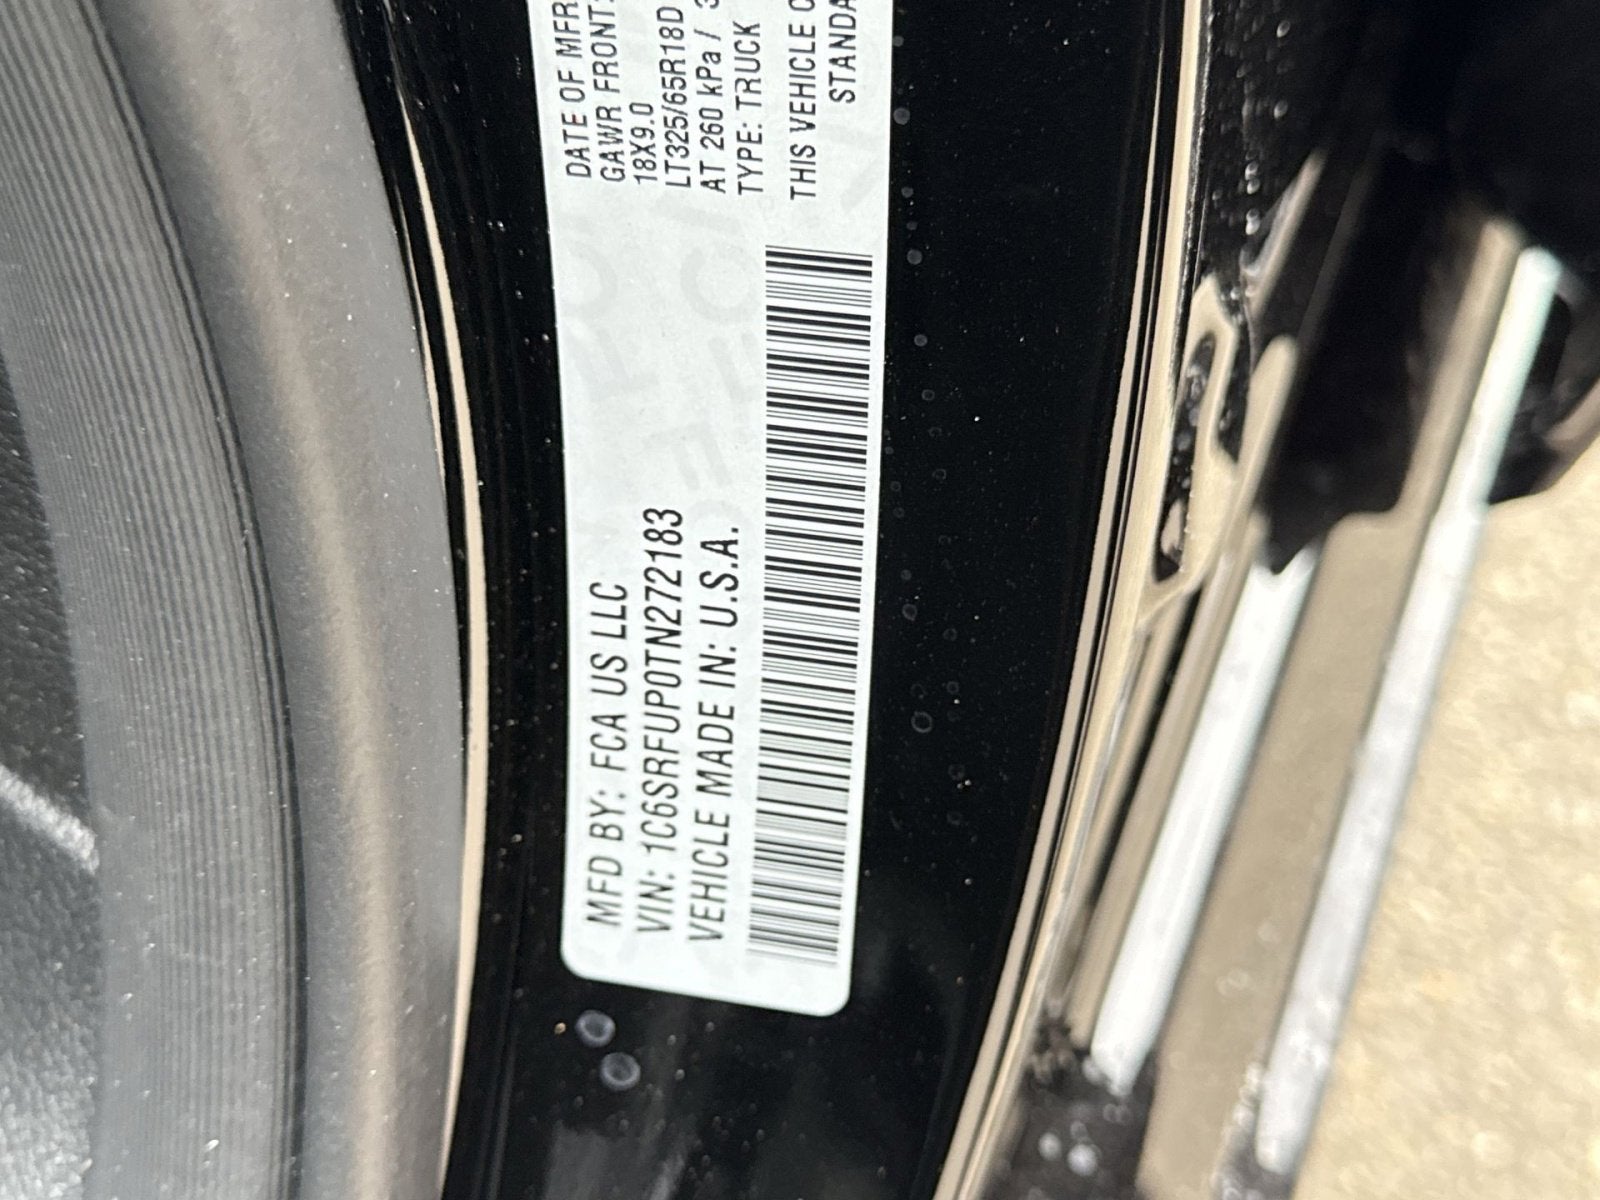 MFD BY: FCA US LLC
VIN: 1C6SRFUP0TN272183
VEHICLE MADE IN: U.S.A.
DATE OF MFR
GAWR FRONT:
18X9.0
LT325/65R18D
AT 260 kPa / 3
TYPE: TRUCK
THIS VEHICLE C
STANDA